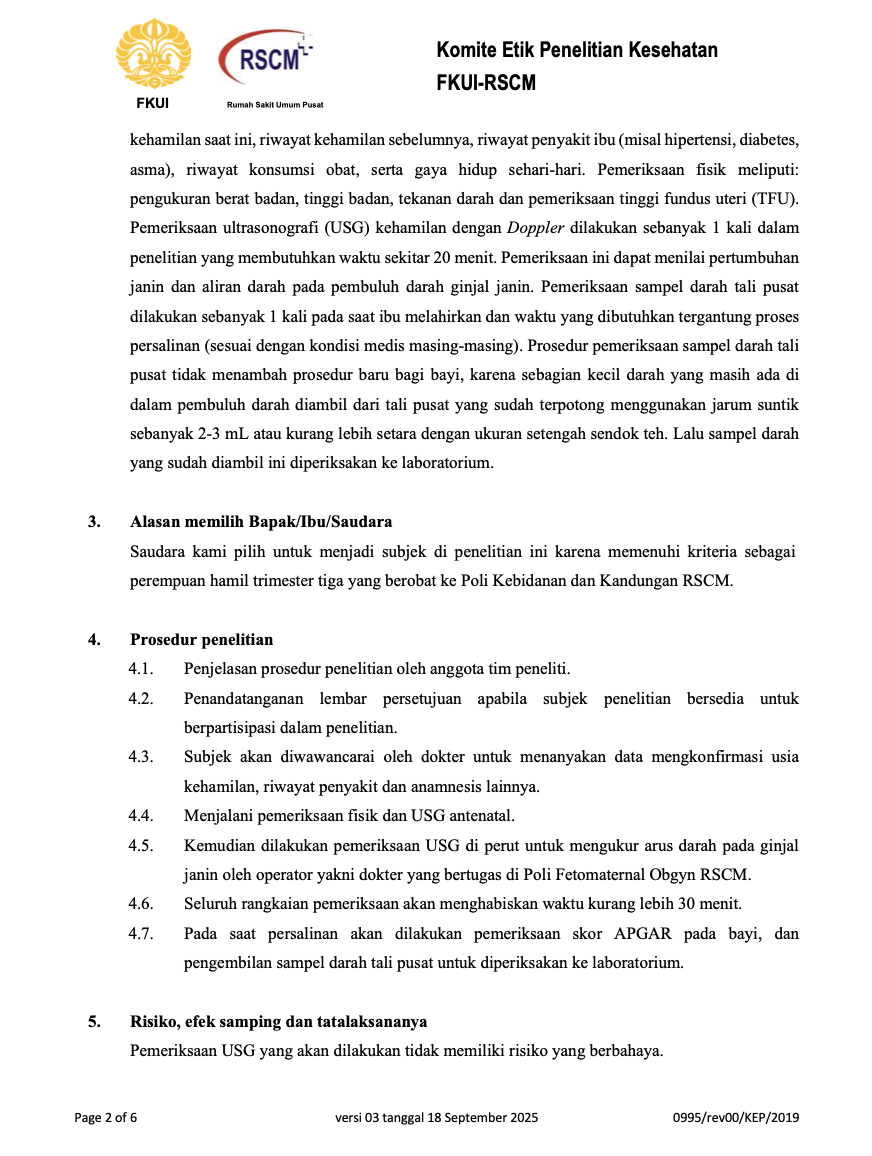 RSCM
Komite Etik Penelitian Kesehatan
FKUI-RSCM
FKUI
Rumah Sakit Umum Pusat
kehamilan saat ini, riwayat kehamilan sebelumnya, riwayat penyakit ibu (misal hipertensi, diabetes,
asma), riwayat konsumsi obat, serta gaya hidup sehari-hari. Pemeriksaan fisik meliputi:
pengukuran berat badan, tinggi badan, tekanan darah dan pemeriksaan tinggi fundus uteri (TFU).
Pemeriksaan ultrasonografi (USG) kehamilan dengan Doppler dilakukan sebanyak 1 kali dalam
penelitian yang membutuhkan waktu sekitar 20 menit. Pemeriksaan ini dapat menilai pertumbuhan
janin dan aliran darah pada pembuluh darah ginjal janin. Pemeriksaan sampel darah tali pusat
dilakukan sebanyak 1 kali pada saat ibu melahirkan dan waktu yang dibutuhkan tergantung proses
persalinan (sesuai dengan kondisi medis masing-masing). Prosedur pemeriksaan sampel darah tali
pusat tidak menambah prosedur baru bagi bayi, karena sebagian kecil darah yang masih ada di
dalam pembuluh darah diambil dari tali pusat yang sudah terpotong menggunakan jarum suntik
sebanyak 2-3 mL atau kurang lebih setara dengan ukuran setengah sendok teh. Lalu sampel darah
yang sudah diambil ini diperiksakan ke laboratorium.
3. Alasan memilih Bapak/Ibu/Saudara
Saudara kami pilih untuk menjadi subjek di penelitian ini karena memenuhi kriteria sebagai
perempuan hamil trimester tiga yang berobat ke Poli Kebidanan dan Kandungan RSCM.
4. Prosedur penelitian
4.1. Penjelasan prosedur penelitian oleh anggota tim peneliti.
4.2. Penandatanganan lembar persetujuan apabila subjek penelitian bersedia untuk
berpartisipasi dalam penelitian.
4.3. Subjek akan diwawancarai oleh dokter untuk menanyakan data mengkonfirmasi usia
kehamilan, riwayat penyakit dan anamnesis lainnya.
4.4. Menjalani pemeriksaan fisik dan USG antenatal.
4.5. Kemudian dilakukan pemeriksaan USG di perut untuk mengukur arus darah pada ginjal
janin oleh operator yakni dokter yang bertugas di Poli Fetomaternal Obgyn RSCM.
4.6. Seluruh rangkaian pemeriksaan akan menghabiskan waktu kurang lebih 30 menit.
4.7. Pada saat persalinan akan dilakukan pemeriksaan skor APGAR pada bayi, dan
pengembilan sampel darah tali pusat untuk diperiksakan ke laboratorium.
5. Risiko, efek samping dan tatalaksananya
Pemeriksaan USG yang akan dilakukan tidak memiliki risiko yang berbahaya.
Page 2 of 6 versi 03 tanggal 18 September 2025 0995/rev00/KEP/2019